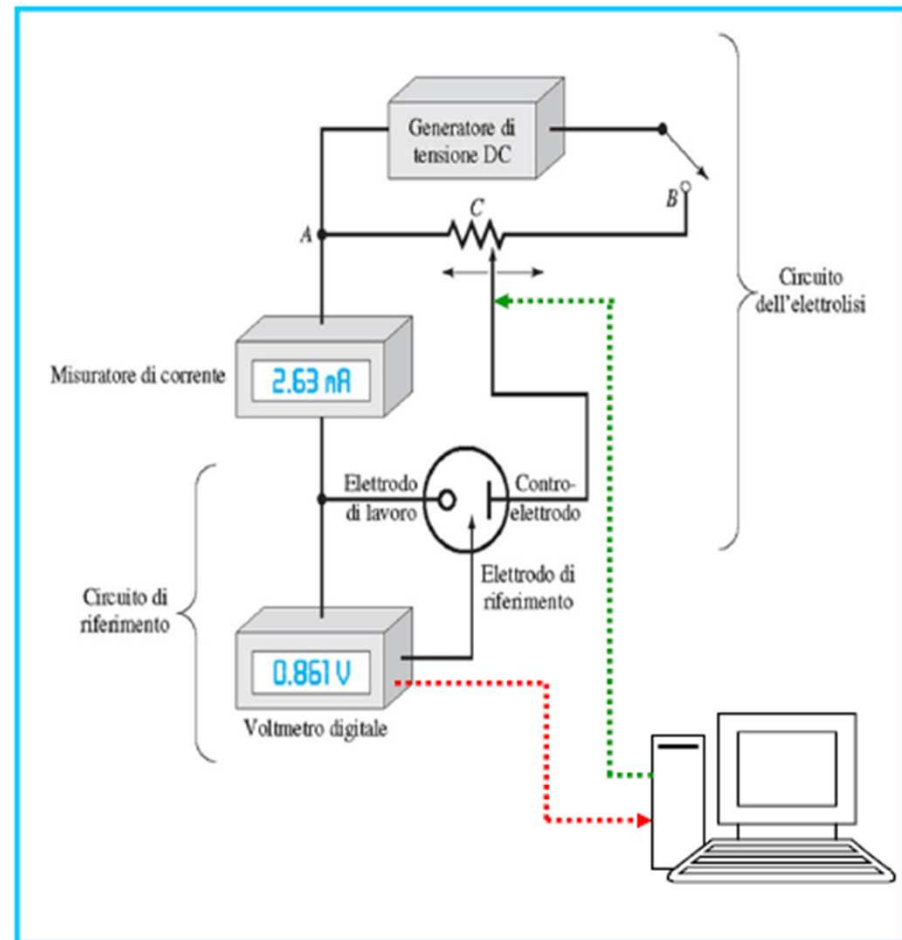 Generatore di
tensione DC
C
B
A
Circuito
dell'elettrolisi
Misuratore di corrente
2.63 mA
Elettrodo
di lavoro
Contro-
elettrodo
Elettrodo di
riferimento
Circuito di
riferimento
0.861 V
Voltmetro digitale